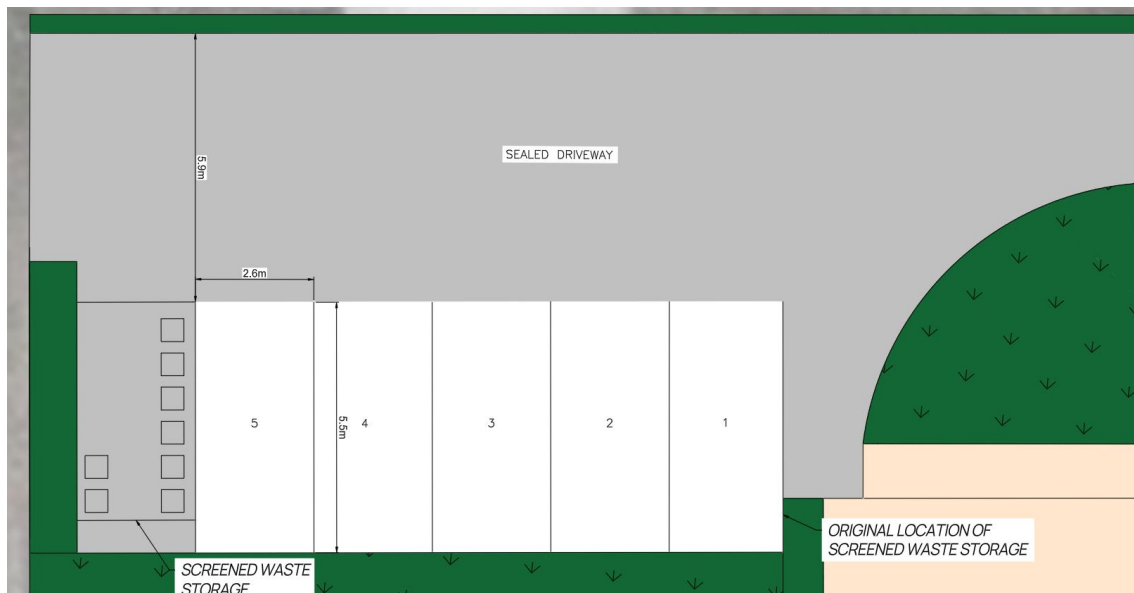 5.9m
SEALED DRIVEWAY
2.6m
5.5m
5
4
3
2
1
ORIGINAL LOCATION OF
SCREENED WASTE STORAGE
SCREENED WASTE
STORAGE